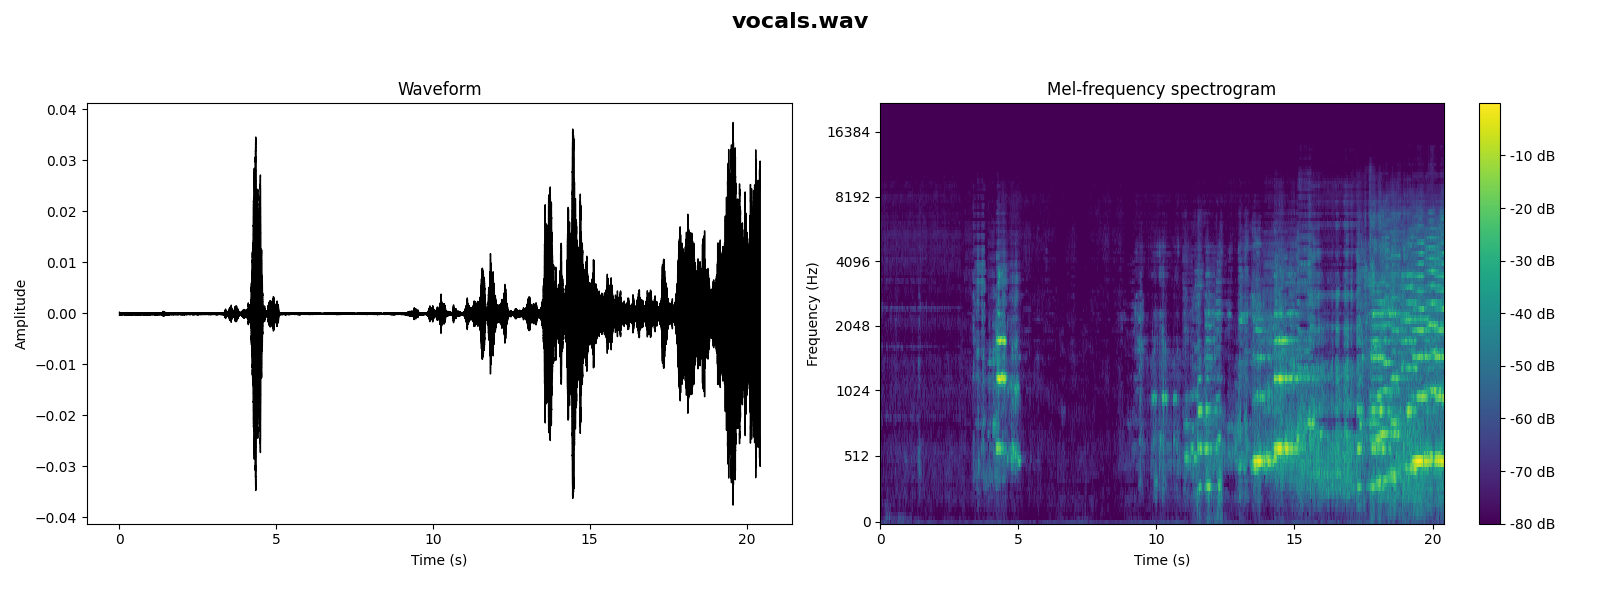 vocals.wav
Waveform
0.04
0.03
0.02
0.01
0.00
−0.01
−0.02
−0.03
−0.04
Amplitude
0 5 10 15 20
Time (s)
Mel-frequency spectrogram
16384
8192
4096
2048
1024
512
0
Frequency (Hz)
0 5 10 15 20
Time (s)
-10 dB
-20 dB
-30 dB
-40 dB
-50 dB
-60 dB
-70 dB
-80 dB